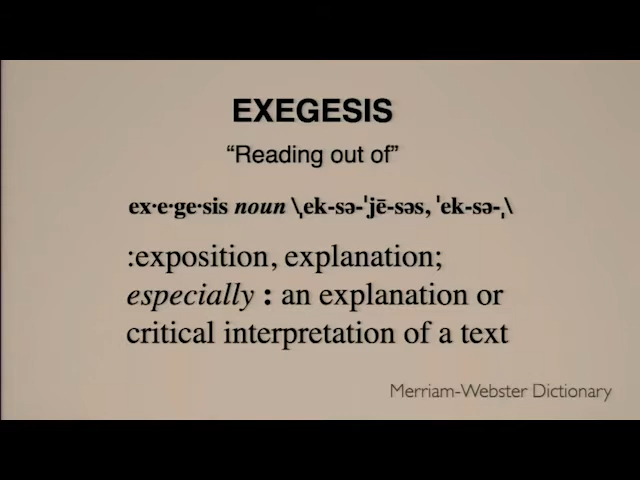 EXEGESIS
“Reading out of”
ex·e·ge·sis noun \ˌek-sə-ˈjē-səs, ˈek-sə-ˌ\
:exposition, explanation;
especially : an explanation or
critical interpretation of a text
Merriam-Webster Dictionary